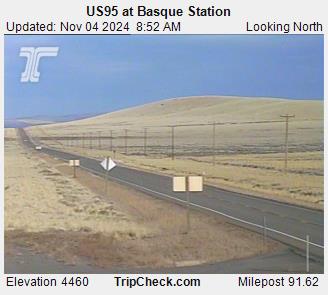 US95 at Basque Station
Updated: Nov 04 2024 8:52 AM Looking North
Elevation 4460 TripCheck.com Milepost 91.62